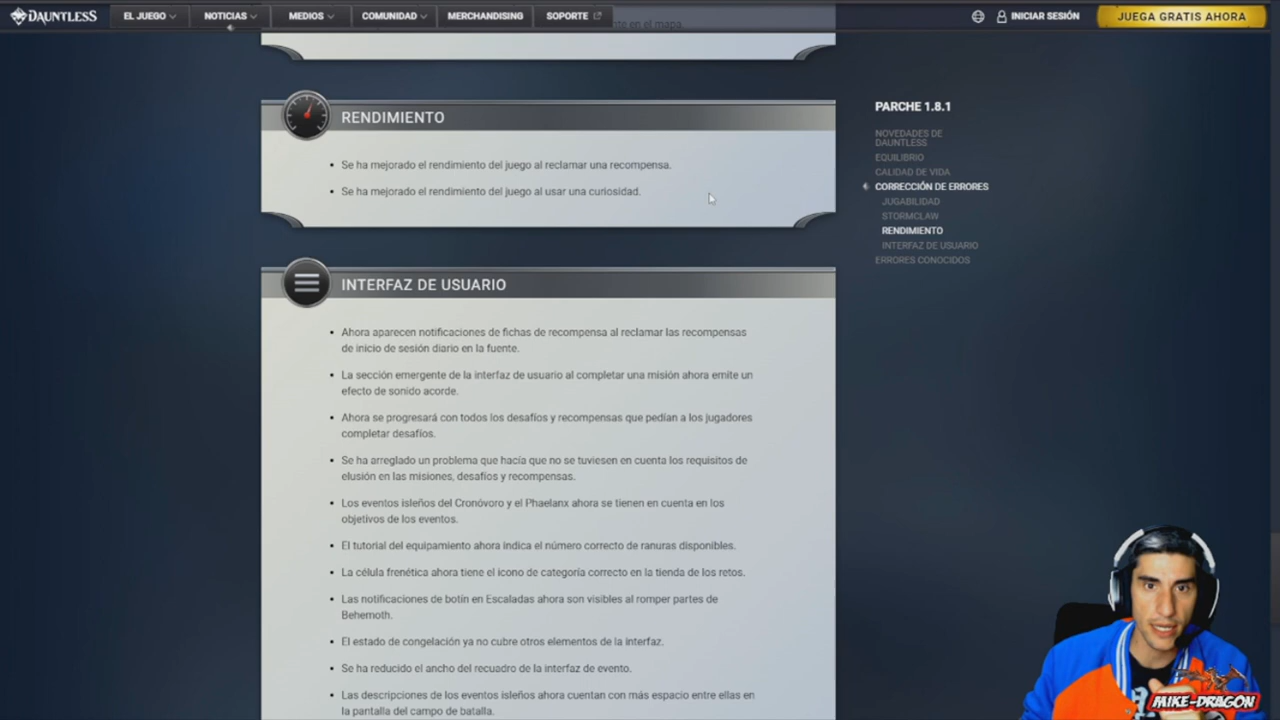 DAUNTLESS
EL JUEGO
NOTICIAS
MEDIOS
COMUNIDAD
MERCHANDISING
SOPORTE
INICIAR SESIÓN
JUEGA GRATIS AHORA
en el mapa.
RENDIMIENTO
• Se ha mejorado el rendimiento del juego al reclamar una recompensa.
• Se ha mejorado el rendimiento del juego al usar una curiosidad.
INTERFAZ DE USUARIO
• Ahora aparecen notificaciones de fichas de recompensa al reclamar las recompensas
de inicio de sesión diario en la fuente.
• La sección emergente de la interfaz de usuario al completar una misión ahora emite un
efecto de sonido acorde.
• Ahora se progresará con todos los desafíos y recompensas que pedían a los jugadores
completar desafíos.
• Se ha arreglado un problema que hacía que no se tuviesen en cuenta los requisitos de
elusión en las misiones, desafíos y recompensas.
• Los eventos isleños del Cronóvoro y el Phaelanx ahora se tienen en cuenta en los
objetivos de los eventos.
• El tutorial del equipamiento ahora indica el número correcto de ranuras disponibles.
• La célula frenética ahora tiene el icono de categoría correcto en la tienda de los retos.
• Las notificaciones de botín en Escaladas ahora son visibles al romper partes de
Behemoth.
• El estado de congelación ya no cubre otros elementos de la interfaz.
• Se ha reducido el ancho del recuadro de la interfaz de evento.
• Las descripciones de los eventos isleños ahora cuentan con más espacio entre ellas en
la pantalla del campo de batalla.
PARCHE 1.8.1
NOVEDADES DE
DAUNTLESS
EQUILIBRIO
CALIDAD DE VIDA
CORRECCIÓN DE ERRORES
JUGABILIDAD
STORMCLAW
RENDIMIENTO
INTERFAZ DE USUARIO
ERRORES CONOCIDOS
MIKE-DRAGON